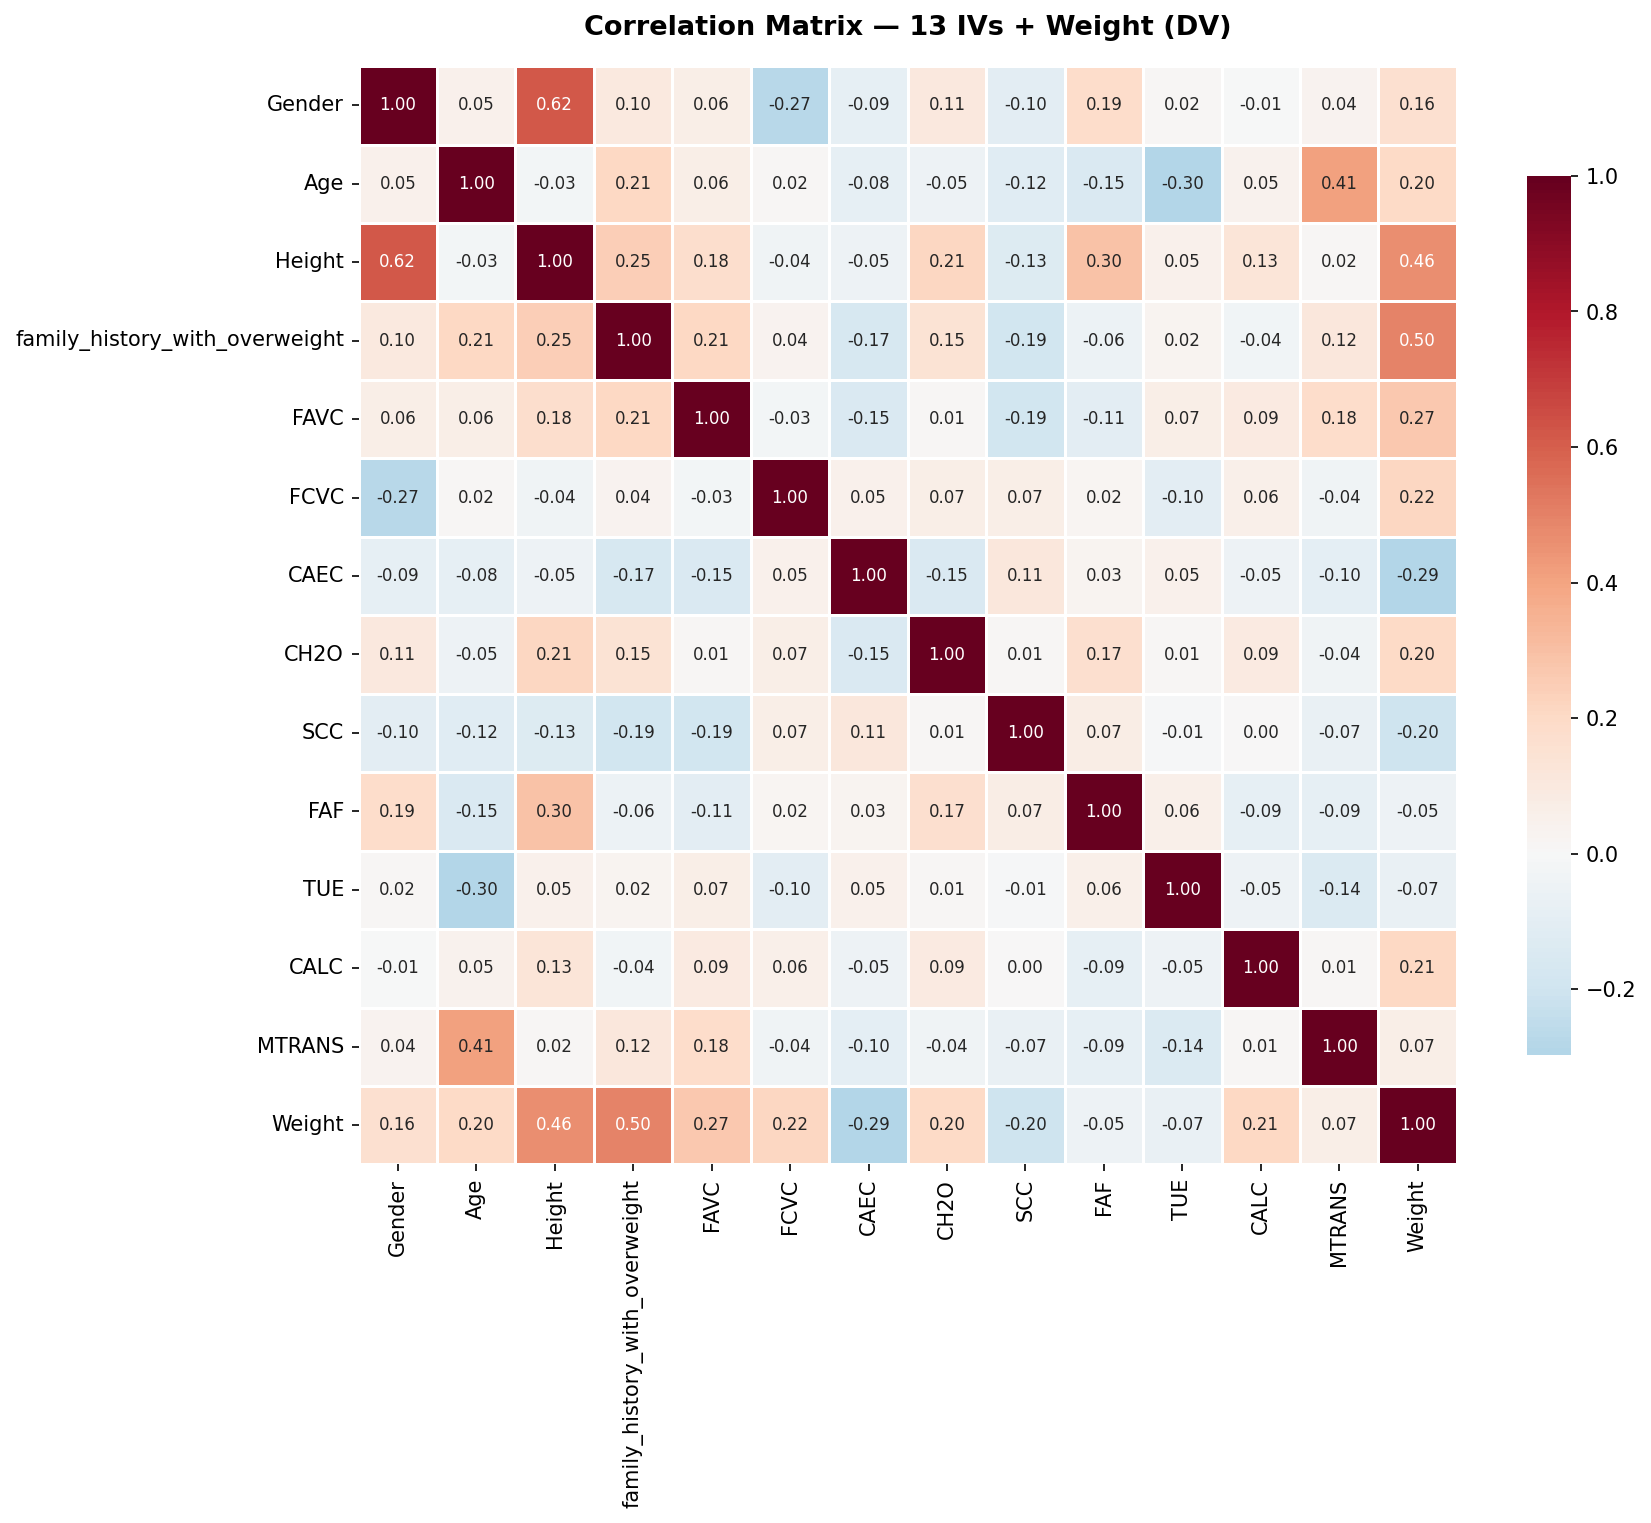 Correlation Matrix — 13 IVs + Weight (DV)
Gender 1.00 0.05 0.62 0.10 0.06 -0.27 -0.09 0.11 -0.10 0.19 0.02 -0.01 0.04 0.16
Age 0.05 1.00 -0.03 0.21 0.06 0.02 -0.08 -0.05 -0.12 -0.15 -0.30 0.05 0.41 0.20
Height 0.62 -0.03 1.00 0.25 0.18 -0.04 -0.05 0.21 -0.13 0.30 0.05 0.13 0.02 0.46
family_history_with_overweight 0.10 0.21 0.25 1.00 0.21 0.04 -0.17 0.15 -0.19 -0.06 0.02 -0.04 0.12 0.50
FAVC 0.06 0.06 0.18 0.21 1.00 -0.03 -0.15 0.01 -0.19 -0.11 0.07 0.09 0.18 0.27
FCVC -0.27 0.02 -0.04 0.04 -0.03 1.00 0.05 0.07 0.07 0.02 -0.10 0.06 -0.04 0.22
CAEC -0.09 -0.08 -0.05 -0.17 -0.15 0.05 1.00 -0.15 0.11 0.03 0.05 -0.05 -0.10 -0.29
CH2O 0.11 -0.05 0.21 0.15 0.01 0.07 -0.15 1.00 0.01 0.17 0.01 0.09 -0.04 0.20
SCC -0.10 -0.12 -0.13 -0.19 -0.19 0.07 0.11 0.01 1.00 0.07 -0.01 0.00 -0.07 -0.20
FAF 0.19 -0.15 0.30 -0.06 -0.11 0.02 0.03 0.17 0.07 1.00 0.06 -0.09 -0.09 -0.05
TUE 0.02 -0.30 0.05 0.02 0.07 -0.10 0.05 0.01 -0.01 0.06 1.00 -0.05 -0.14 -0.07
CALC -0.01 0.05 0.13 -0.04 0.09 0.06 -0.05 0.09 0.00 -0.09 -0.05 1.00 0.01 0.21
MTRANS 0.04 0.41 0.02 0.12 0.18 -0.04 -0.10 -0.04 -0.07 -0.09 -0.14 0.01 1.00 0.07
Weight 0.16 0.20 0.46 0.50 0.27 0.22 -0.29 0.20 -0.20 -0.05 -0.07 0.21 0.07 1.00
Gender
Age
Height
family_history_with_overweight
FAVC
FCVC
CAEC
CH2O
SCC
FAF
TUE
CALC
MTRANS
Weight
1.0
0.8
0.6
0.4
0.2
0.0
−0.2